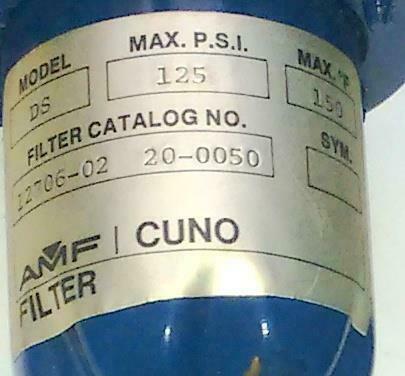 MODEL MAX. P.S.I. MAX. °F
DS 125 150
FILTER CATALOG NO. SYM.
12706-02 20-0050
AMF | CUNO
FILTER